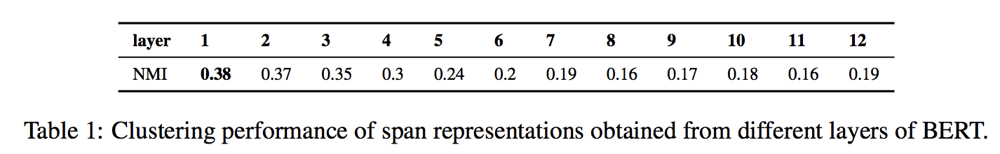 layer 1 2 3 4 5 6 7 8 9 10 11 12
NMI 0.38 0.37 0.35 0.3 0.24 0.2 0.19 0.16 0.17 0.18 0.16 0.19
Table 1: Clustering performance of span representations obtained from different layers of BERT.